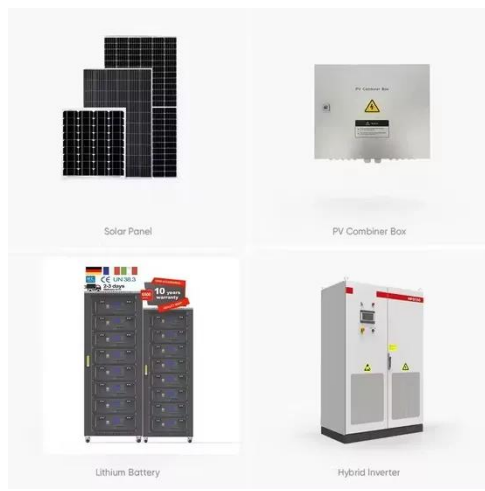 Solar Panel
PV Combiner Box
PV Combiner Box
CE UN38.3
2-3 days
10 years
warranty
Lithium Battery
Hybrid Inverter